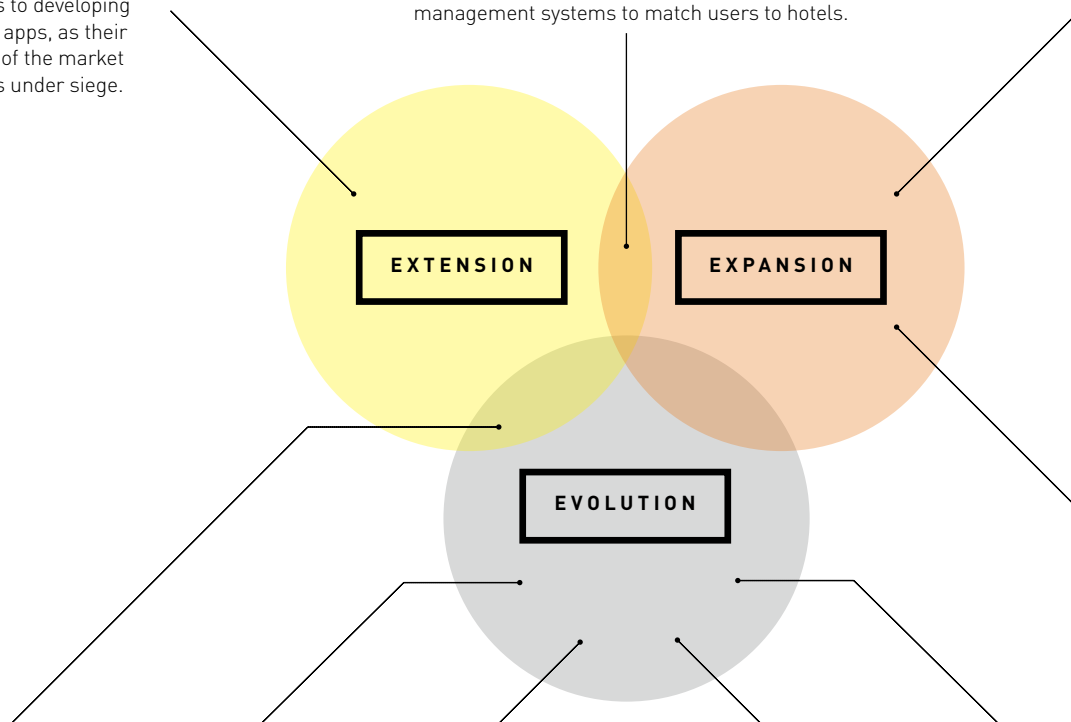 s to developing
apps, as their
of the market
s under siege.
management systems to match users to hotels.
EXTENSION
EXPANSION
EVOLUTION